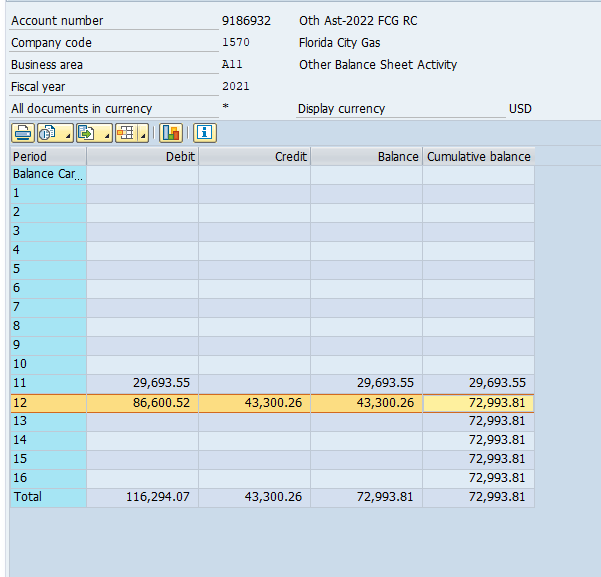 Account number 9186932 Oth Ast-2022 FCG RC
Company code 1570 Florida City Gas
Business area A11 Other Balance Sheet Activity
Fiscal year 2021
All documents in currency * Display currency USD
Period Debit Credit Balance Cumulative balance
Balance Car...
1
2
3
4
5
6
7
8
9
10
11 29,693.55 29,693.55 29,693.55
12 86,600.52 43,300.26 43,300.26 72,993.81
13 72,993.81
14 72,993.81
15 72,993.81
16 72,993.81
Total 116,294.07 43,300.26 72,993.81 72,993.81